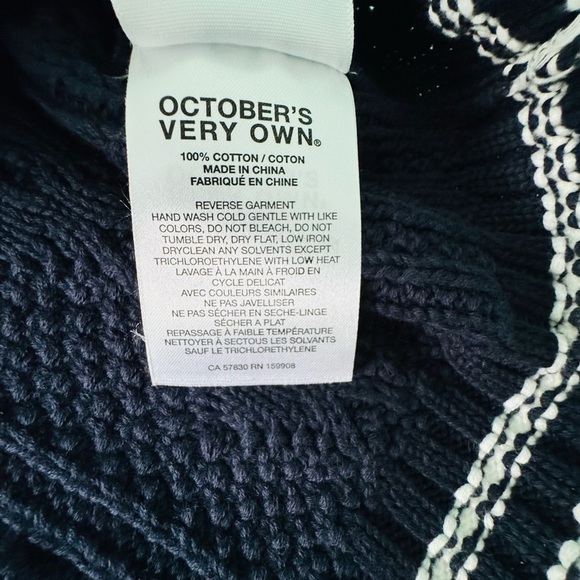 OCTOBER'S
VERY OWN®
100% COTTON / COTON
MADE IN CHINA
FABRIQUÉ EN CHINE
REVERSE GARMENT
HAND WASH COLD GENTLE WITH LIKE
COLORS, DO NOT BLEACH, DO NOT
TUMBLE DRY, DRY FLAT, LOW IRON
DRYCLEAN ANY SOLVENTS EXCEPT
TRICHLOROETHYLENE WITH LOW HEAT
LAVAGE À LA MAIN À FROID EN
CYCLE DELICAT
AVEC COULEURS SIMILAIRES
NE PAS JAVELLISER
NE PAS SÉCHER EN SECHE-LINGE
SÉCHER A PLAT
REPASSAGE À FAIBLE TEMPÉRATURE
NETTOYER À SECTOUS LES SOLVANTS
SAUF LE TRICHLORETHYLENE
CA 57830 RN 159908